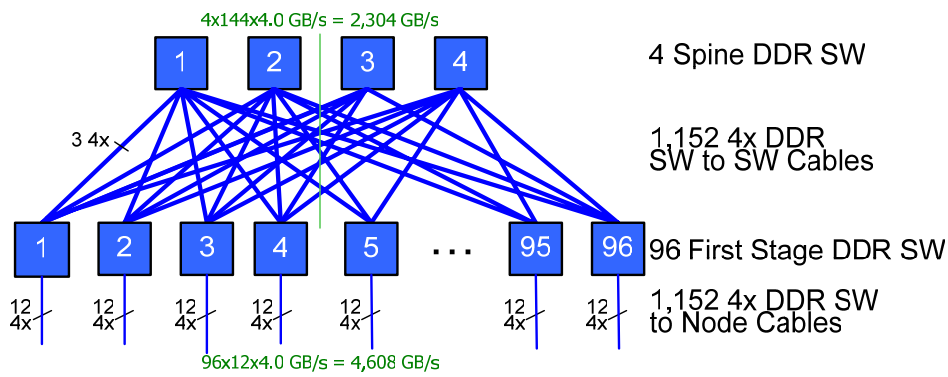 4x144x4.0 GB/s = 2,304 GB/s
1
2
3
4
4 Spine DDR SW
3 4x
1,152 4x DDR
SW to SW Cables
1
2
3
4
5
...
95
96
96 First Stage DDR SW
12
4x
12
4x
12
4x
12
4x
12
4x
12
4x
12
4x
1,152 4x DDR SW
to Node Cables
96x12x4.0 GB/s = 4,608 GB/s